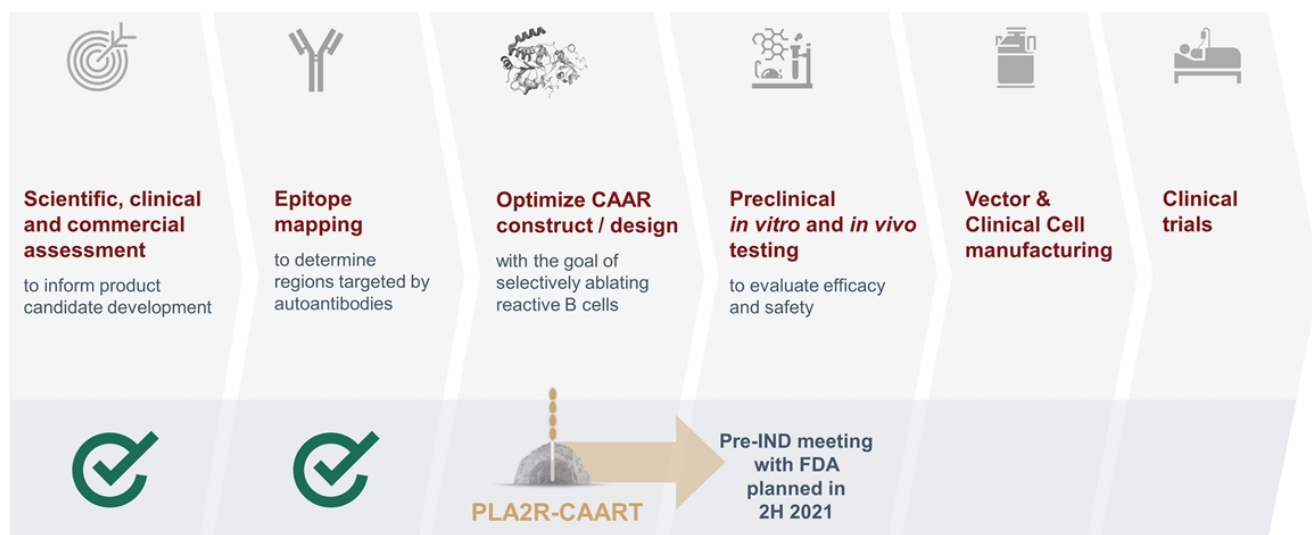 Scientific, clinical
and commercial
assessment
to inform product
candidate development
Epitope
mapping
to determine
regions targeted by
autoantibodies
Optimize CAAR
construct / design
with the goal of
selectively ablating
reactive B cells
Preclinical
in vitro and in vivo
testing
to evaluate efficacy
and safety
Vector &
Clinical Cell
manufacturing
Clinical
trials
PLA2R-CAART
Pre-IND meeting
with FDA
planned in
2H 2021